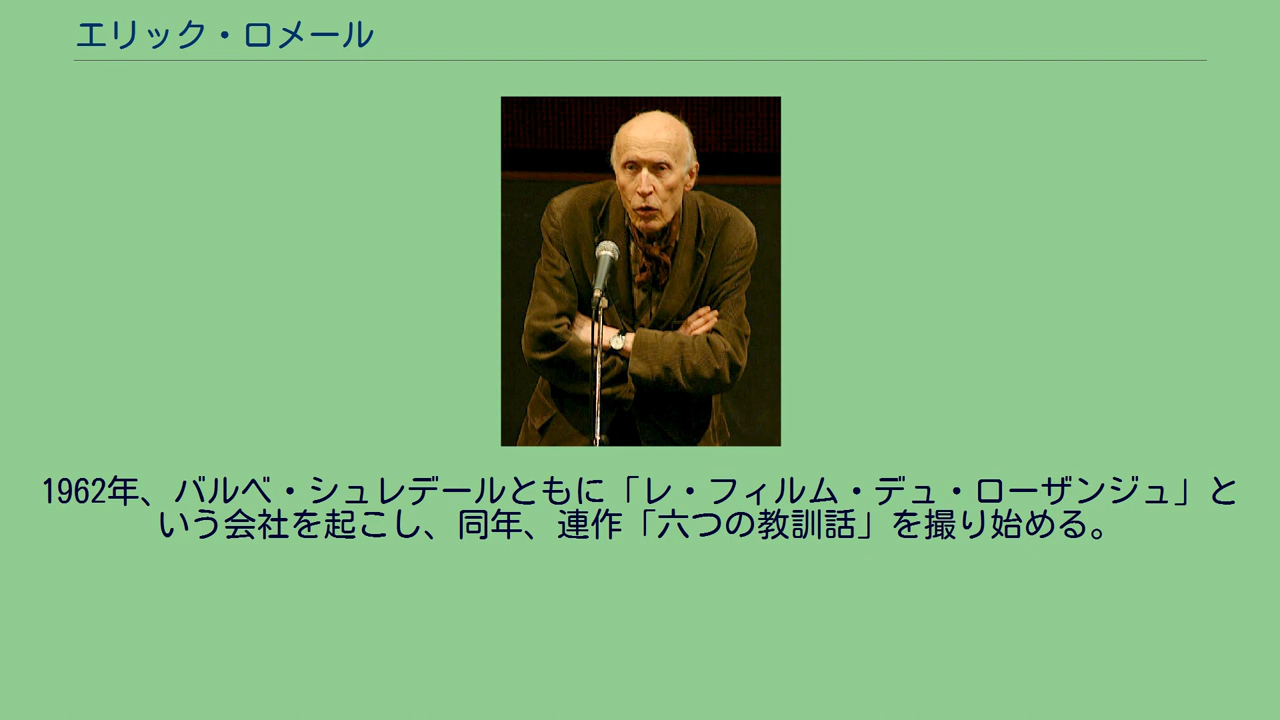 エリック・ロメール
1962年、バルベ・シュレデールともに「レ・フィルム・デュ・ローザンジュ」と
いう会社を起こし、同年、連作「六つの教訓話」を撮り始める。